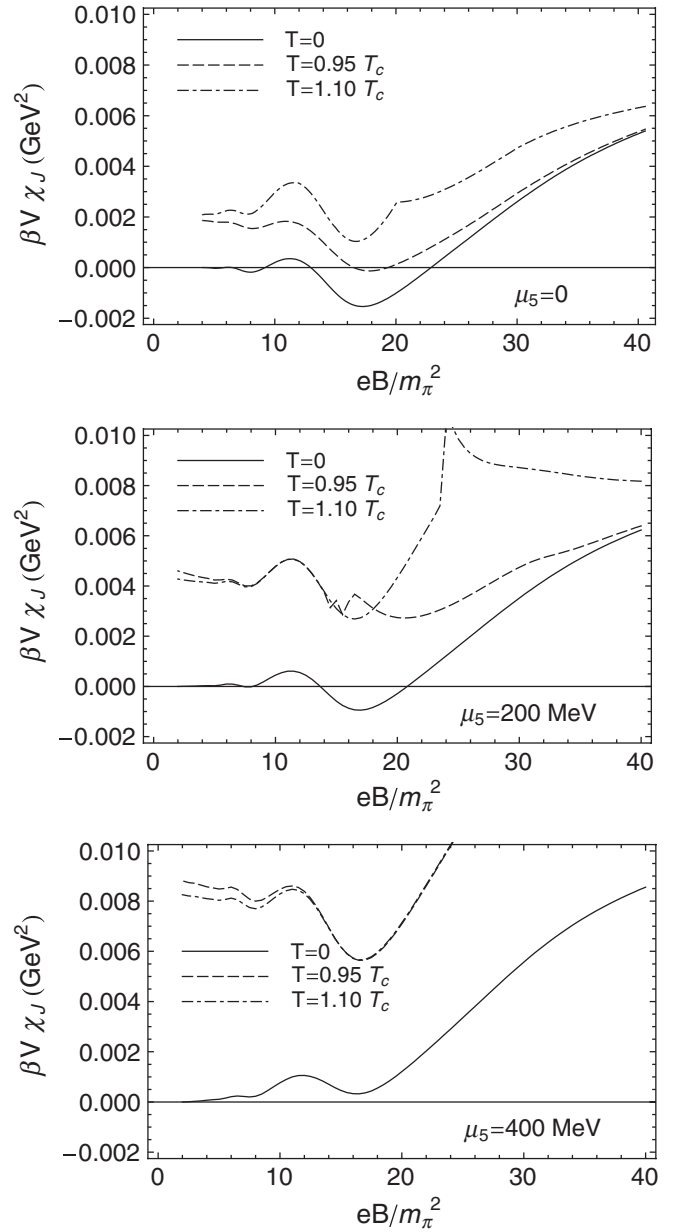 0.010
0.008
0.006
0.004
0.002
0.000
−0.002
βV χJ (GeV²)
T=0
T=0.95 Tc
T=1.10 Tc
μ5=0
0 10 20 30 40
eB/mπ²
0.010
0.008
0.006
0.004
0.002
0.000
−0.002
βV χJ (GeV²)
T=0
T=0.95 Tc
T=1.10 Tc
μ5=200 MeV
0 10 20 30 40
eB/mπ²
0.010
0.008
0.006
0.004
0.002
0.000
−0.002
βV χJ (GeV²)
T=0
T=0.95 Tc
T=1.10 Tc
μ5=400 MeV
0 10 20 30 40
eB/mπ²